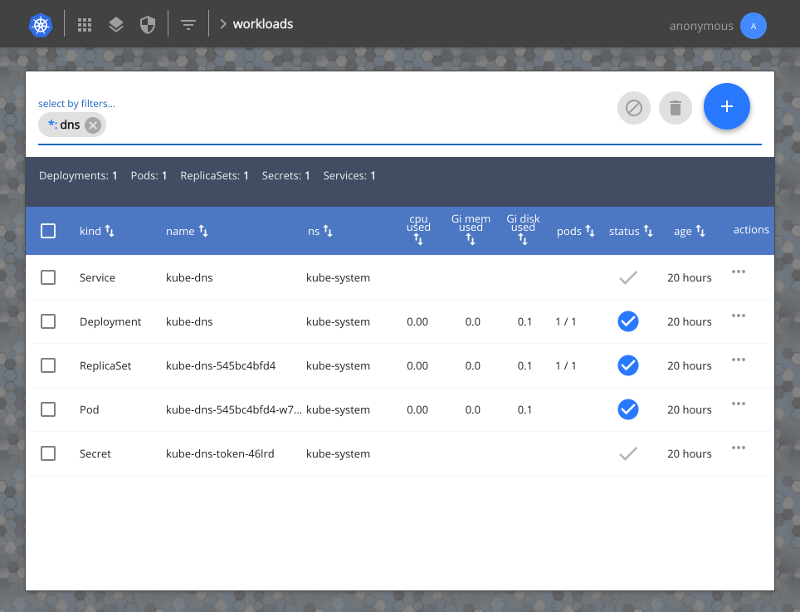 workloads
anonymous A
select by filters...
*: dns
Deployments: 1 Pods: 1 ReplicaSets: 1 Secrets: 1 Services: 1
kind name ns cpu used Gi mem used Gi disk used pods status age actions
Service kube-dns kube-system 20 hours ...
Deployment kube-dns kube-system 0.00 0.0 0.1 1 / 1 20 hours ...
ReplicaSet kube-dns-545bc4bfd4 kube-system 0.00 0.0 0.1 1 / 1 20 hours ...
Pod kube-dns-545bc4bfd4-w7... kube-system 0.00 0.0 0.1 20 hours ...
Secret kube-dns-token-46lrd kube-system 20 hours ...